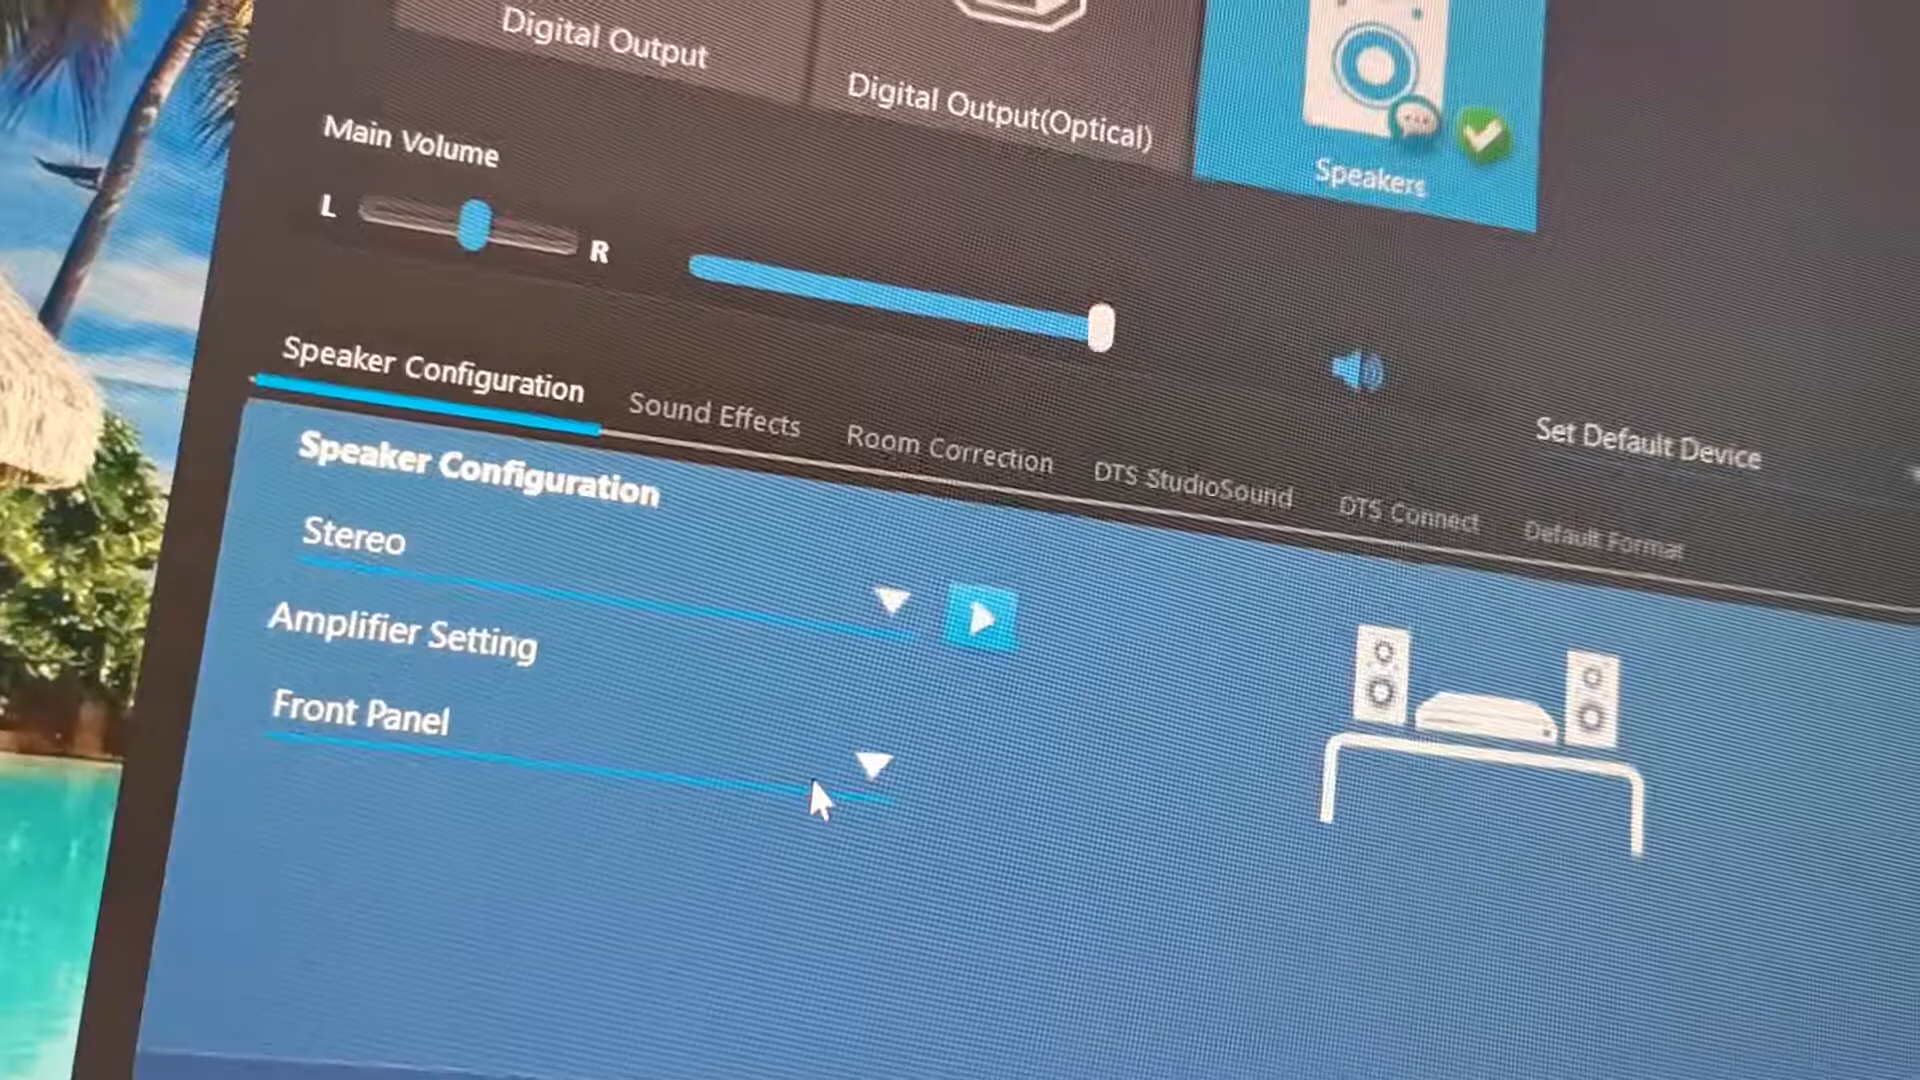 Digital Output
Digital Output(Optical)
Speakers
Main Volume
L
R
Set Default Device
Speaker Configuration
Sound Effects
Room Correction
DTS StudioSound
DTS Connect
Default Format
Speaker Configuration
Stereo
Amplifier Setting
Front Panel